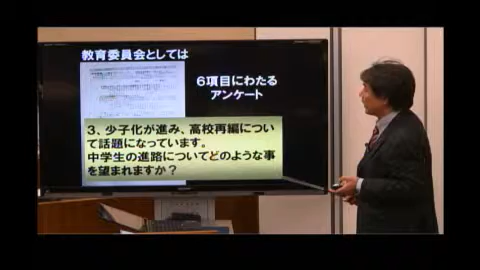 教育委員会としては
6項目にわたる
アンケート
3、少子化が進み、高校再編につい
て話題になっています。
中学生の進路についてどのような事
を望まれますか？